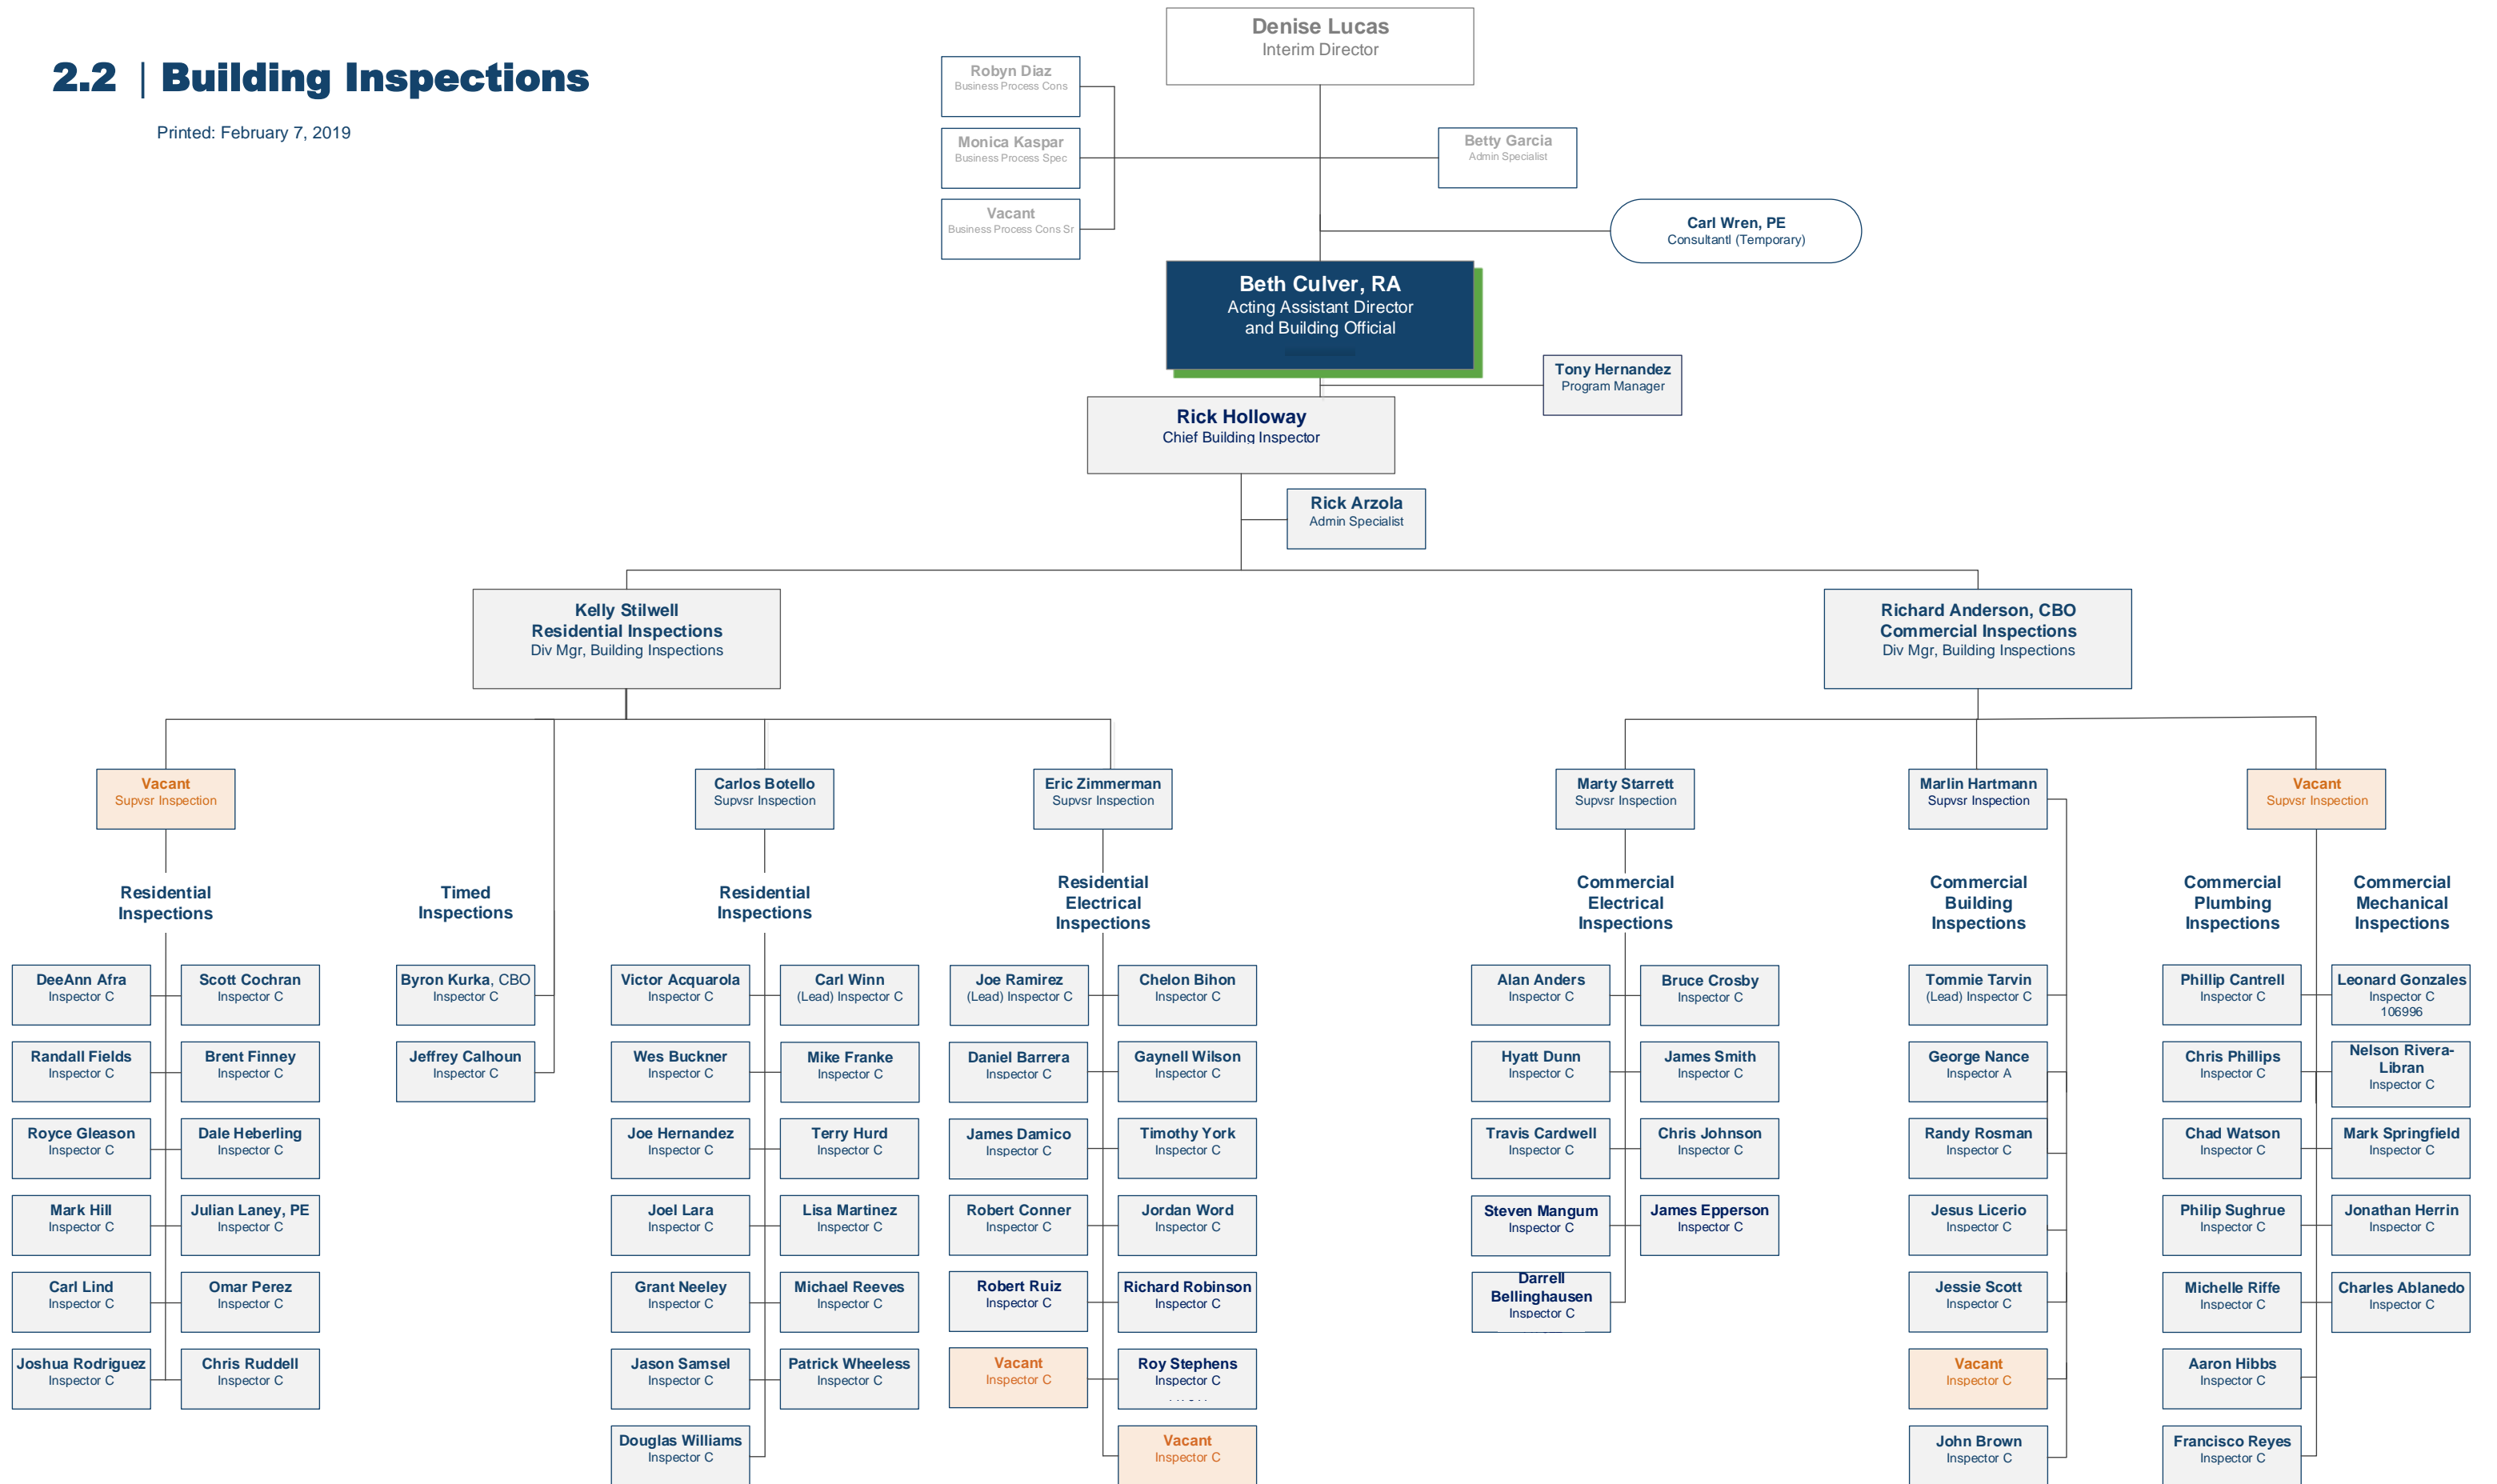 Denise Lucas
Interim Director
2.2 | Building Inspections
Printed: February 7, 2019
Robyn Diaz
Business Process Cons
Monica Kaspar
Business Process Spec
Vacant
Business Process Cons Sr
Betty Garcia
Admin Specialist
Carl Wren, PE
Consultantl (Temporary)
Beth Culver, RA
Acting Assistant Director
and Building Official
Tony Hernandez
Program Manager
Rick Holloway
Chief Building Inspector
Rick Arzola
Admin Specialist
Kelly Stilwell
Residential Inspections
Div Mgr, Building Inspections
Richard Anderson, CBO
Commercial Inspections
Div Mgr, Building Inspections
Vacant
Supvsr Inspection
Carlos Botello
Supvsr Inspection
Eric Zimmerman
Supvsr Inspection
Marty Starrett
Supvsr Inspection
Marlin Hartmann
Supvsr Inspection
Vacant
Supvsr Inspection
Residential
Inspections
DeeAnn Afra
Inspector C
Scott Cochran
Inspector C
Randall Fields
Inspector C
Brent Finney
Inspector C
Royce Gleason
Inspector C
Dale Heberling
Inspector C
Mark Hill
Inspector C
Julian Laney, PE
Inspector C
Carl Lind
Inspector C
Omar Perez
Inspector C
Joshua Rodriguez
Inspector C
Chris Ruddell
Inspector C
Timed
Inspections
Byron Kurka, CBO
Inspector C
Jeffrey Calhoun
Inspector C
Residential
Inspections
Victor Acquarola
Inspector C
Carl Winn
(Lead) Inspector C
Wes Buckner
Inspector C
Mike Franke
Inspector C
Joe Hernandez
Inspector C
Terry Hurd
Inspector C
Joel Lara
Inspector C
Lisa Martinez
Inspector C
Grant Neeley
Inspector C
Michael Reeves
Inspector C
Jason Samsel
Inspector C
Patrick Wheeless
Inspector C
Douglas Williams
Inspector C
Residential
Electrical
Inspections
Joe Ramirez
(Lead) Inspector C
Chelon Bihon
Inspector C
Daniel Barrera
Inspector C
Gaynell Wilson
Inspector C
James Damico
Inspector C
Timothy York
Inspector C
Robert Conner
Inspector C
Jordan Word
Inspector C
Robert Ruiz
Inspector C
Richard Robinson
Inspector C
Vacant
Inspector C
Roy Stephens
Inspector C
Vacant
Inspector C
Commercial
Electrical
Inspections
Alan Anders
Inspector C
Bruce Crosby
Inspector C
Hyatt Dunn
Inspector C
James Smith
Inspector C
Travis Cardwell
Inspector C
Chris Johnson
Inspector C
Steven Mangum
Inspector C
James Epperson
Inspector C
Darrell
Bellinghausen
Inspector C
Commercial
Building
Inspections
Tommie Tarvin
(Lead) Inspector C
George Nance
Inspector A
Randy Rosman
Inspector C
Jesus Licerio
Inspector C
Jessie Scott
Inspector C
Vacant
Inspector C
John Brown
Inspector C
Commercial
Plumbing
Inspections
Phillip Cantrell
Inspector C
Chris Phillips
Inspector C
Chad Watson
Inspector C
Philip Sughrue
Inspector C
Michelle Riffe
Inspector C
Aaron Hibbs
Inspector C
Francisco Reyes
Inspector C
Commercial
Mechanical
Inspections
Leonard Gonzales
Inspector C
106996
Nelson Rivera-
Libran
Inspector C
Mark Springfield
Inspector C
Jonathan Herrin
Inspector C
Charles Ablanedo
Inspector C